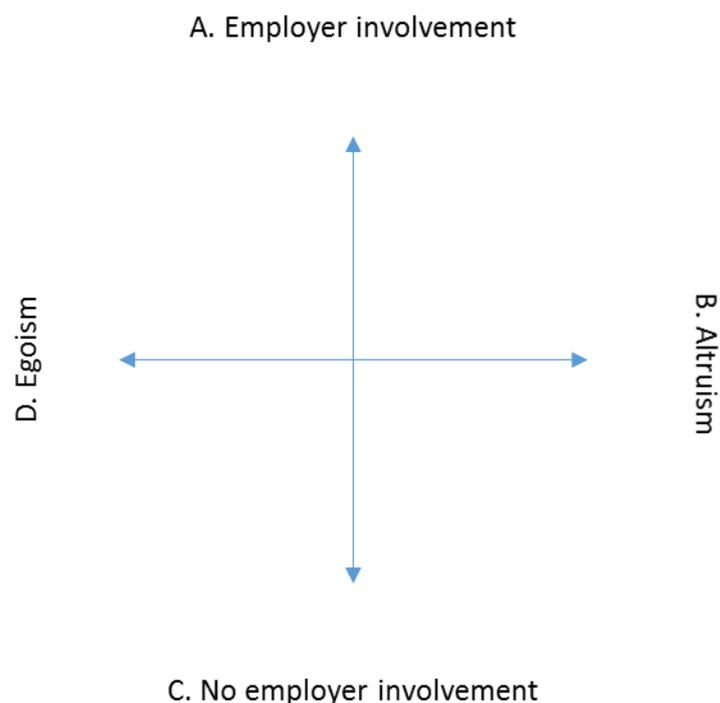 A. Employer involvement
D. Egoism
B. Altruism
C. No employer involvement